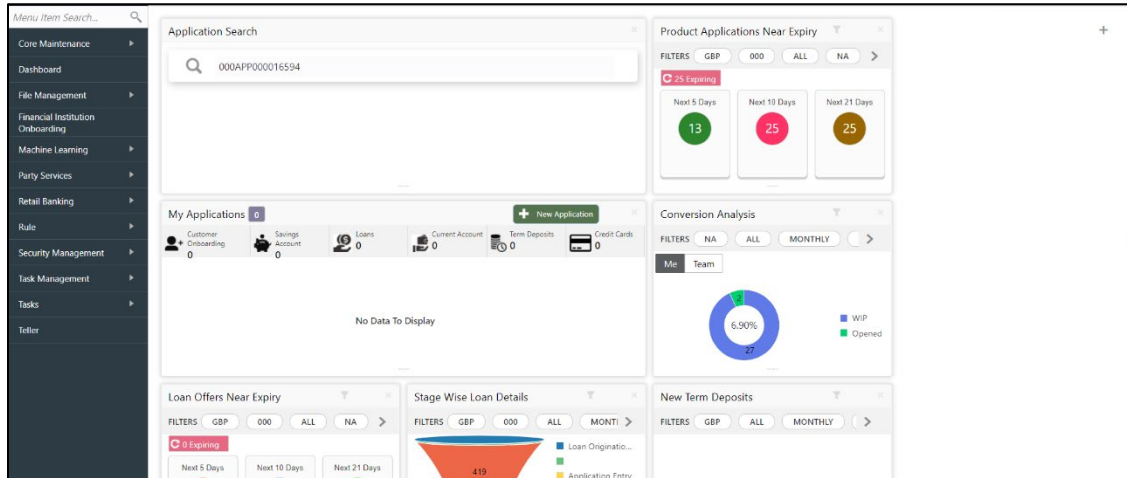 Menu Item Search...
Core Maintenance
Dashboard
File Management
Financial Institution
Onboarding
Machine Learning
Party Services
Retail Banking
Rule
Security Management
Task Management
Tasks
Teller
Application Search
000APP000016594
Product Applications Near Expiry
FILTERS GBP 000 ALL NA
25 Expiring
Next 5 Days Next 10 Days Next 21 Days
13 25 25
My Applications 0 New Application
Customer
Onboarding
0
Savings
Account
0
Loans
0
Current Account
0
Term Deposits
0
Credit Cards
0
No Data To Display
Conversion Analysis
FILTERS NA ALL MONTHLY
Me Team
2
6.90%
27
WIP
Opened
Loan Offers Near Expiry
FILTERS GBP 000 ALL NA
0 Expiring
Next 5 Days Next 10 Days Next 21 Days
Stage Wise Loan Details
FILTERS GBP 000 ALL MONTI
419
Loan Originatio...
Application Entry
New Term Deposits
FILTERS GBP ALL MONTHLY